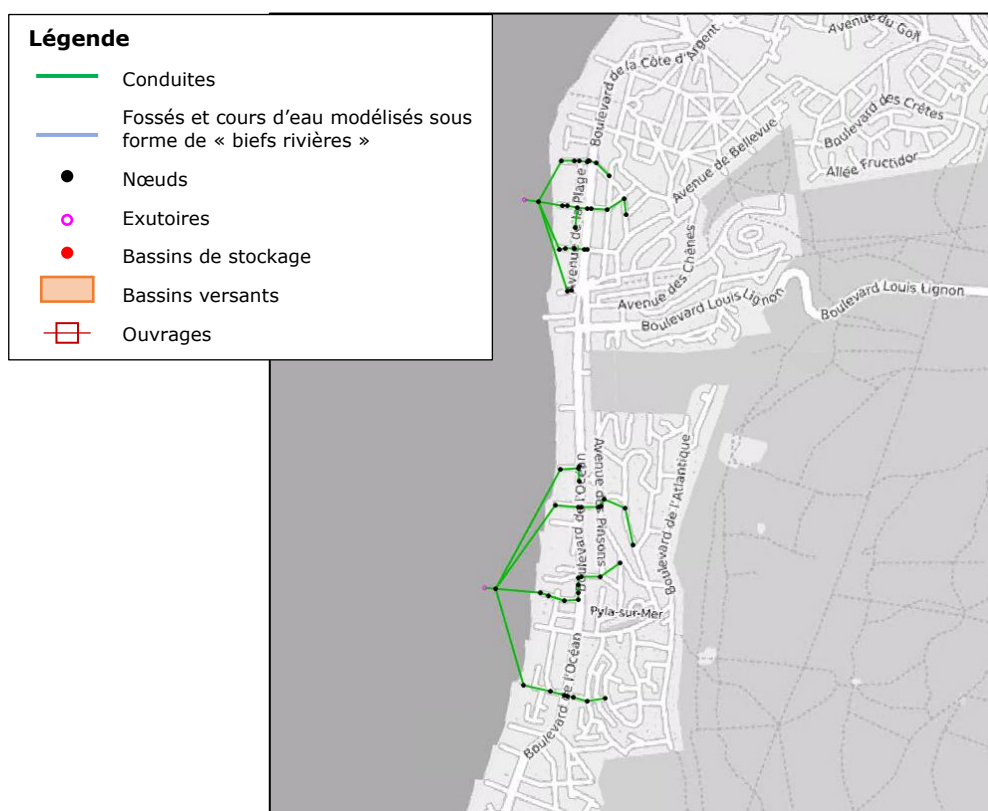 Légende
Conduites
Fossés et cours d'eau modélisés sous
forme de « biefs rivières »
Nœuds
Exutoires
Bassins de stockage
Bassins versants
Ouvrages
Avenue du Golf
Boulevard de la Côte d'Argent
Boulevard des Crêtes
Avenue de Bellevue
Allée Fructidor
Avenue de la Plage
Avenue des Chênes
Boulevard Louis Lignon
Boulevard Louis Lignon
Boulevard de l'Océan
Avenue des Pinsons
Boulevard de l'Atlantique
Pyla-sur-Mer
Boulevard de l'Océan